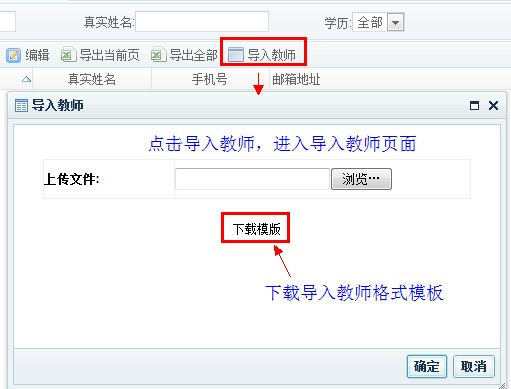 真实姓名: 学历: 全部
编辑 导出当前页 导出全部 导入教师
真实姓名 手机号 邮箱地址
导入教师
点击导入教师，进入导入教师页面
上传文件: 浏览…
下载模版
下载导入教师格式模板
确定 取消